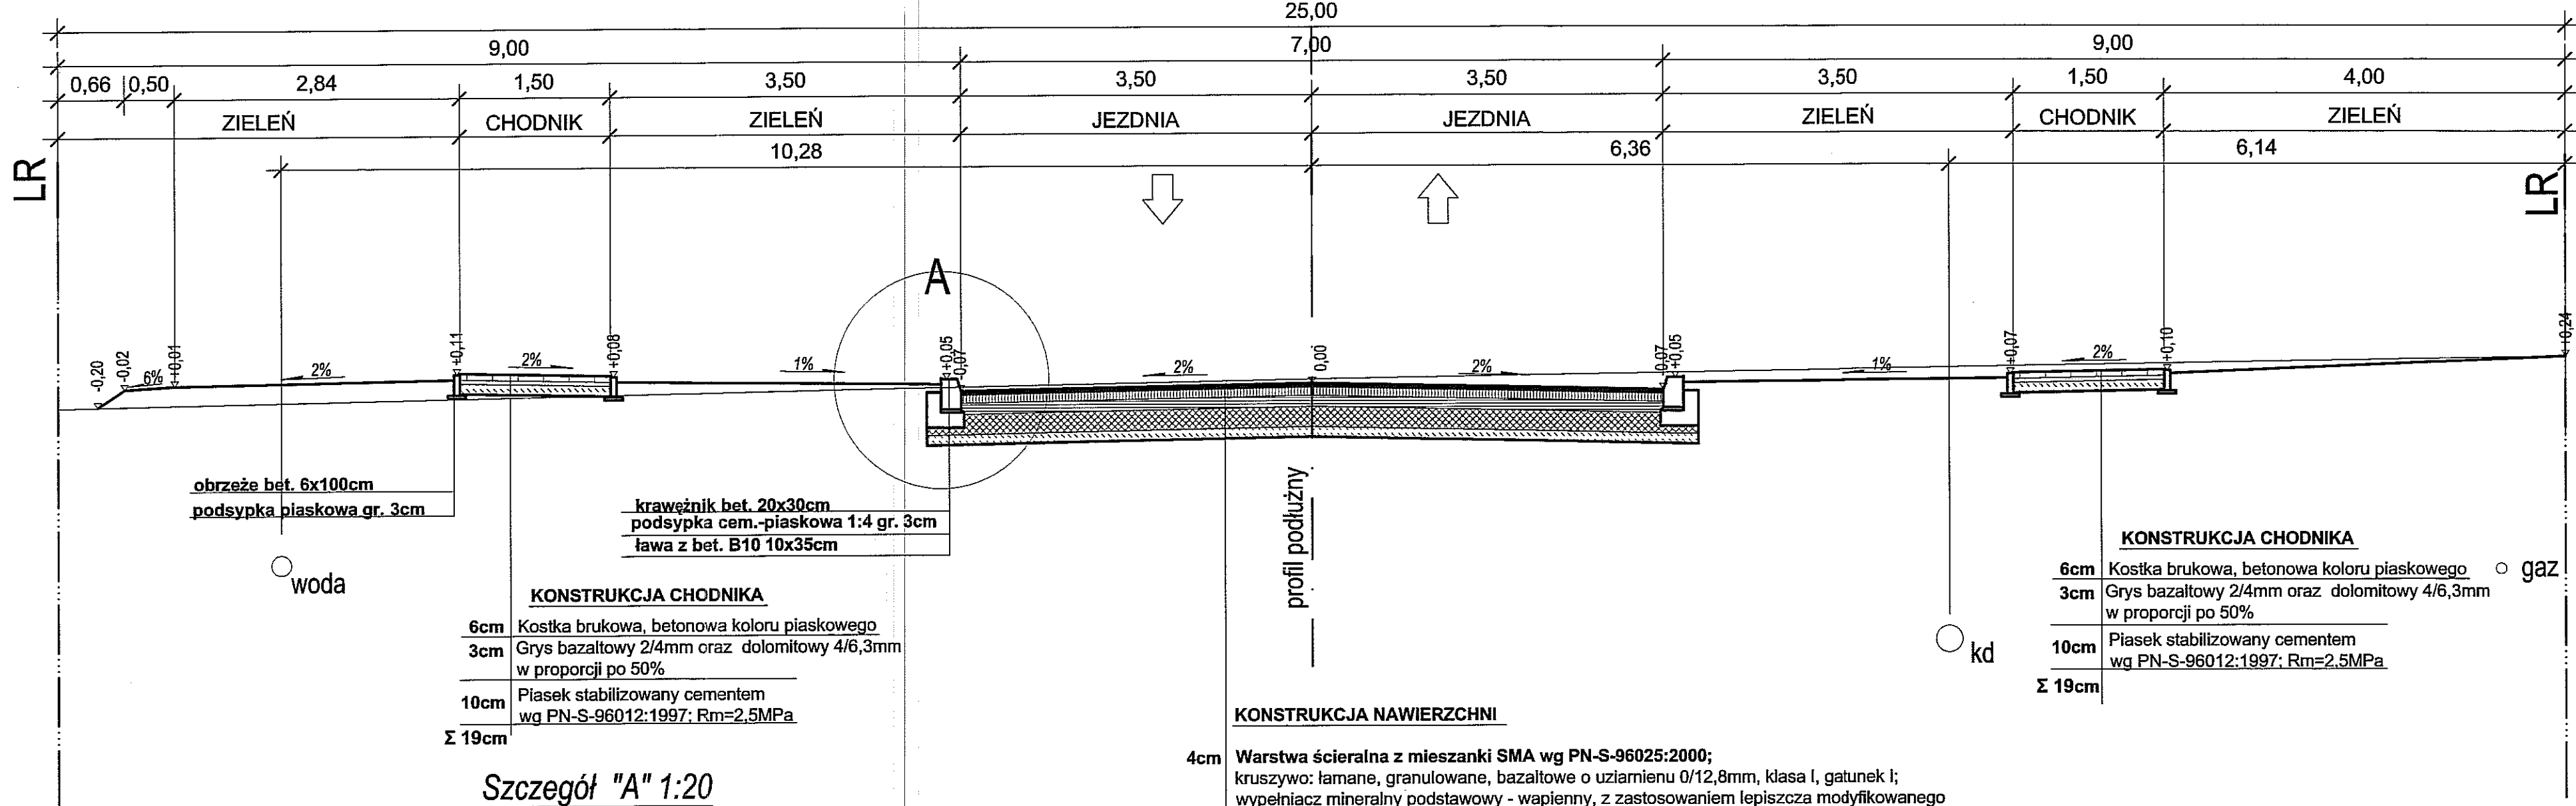 25,00
9,00 7,00 9,00
0,66 0,50 2,84 1,50 3,50 3,50 3,50 3,50 1,50 4,00
ZIELEŃ CHODNIK ZIELEŃ JEZDNIA JEZDNIA ZIELEŃ CHODNIK ZIELEŃ
10,28 6,36 6,14
LR
LR
A
-0,20 -0,02 +0,01 +0,11 +0,08 +0,05 -0,07 0,00 -0,07 +0,05 +0,07 +0,10 +0,24
6% 2% 2% 1% 2% 2% 1% 2%
obrzeże bet. 6x100cm
podsypka piaskowa gr. 3cm
krawężnik bet. 20x30cm
podsypka cem.-piaskowa 1:4 gr. 3cm
ława z bet. B10 10x35cm
profil podłużny
woda
kd
gaz
KONSTRUKCJA CHODNIKA
6cm Kostka brukowa, betonowa koloru piaskowego
3cm Grys bazaltowy 2/4mm oraz dolomitowy 4/6,3mm
w proporcji po 50%
10cm Piasek stabilizowany cementem
wg PN-S-96012:1997; Rm=2,5MPa
Σ 19cm
KONSTRUKCJA CHODNIKA
6cm Kostka brukowa, betonowa koloru piaskowego
3cm Grys bazaltowy 2/4mm oraz dolomitowy 4/6,3mm
w proporcji po 50%
10cm Piasek stabilizowany cementem
wg PN-S-96012:1997; Rm=2,5MPa
Σ 19cm
Szczegół "A" 1:20
KONSTRUKCJA NAWIERZCHNI
4cm Warstwa ścieralna z mieszanki SMA wg PN-S-96025:2000;
kruszywo: łamane, granulowane, bazaltowe o uziarnieniu 0/12,8mm, klasa I, gatunek I;
wypełniacz mineralny podstawowy - wapienny, z zastosowaniem lepiszcza modyfikowanego